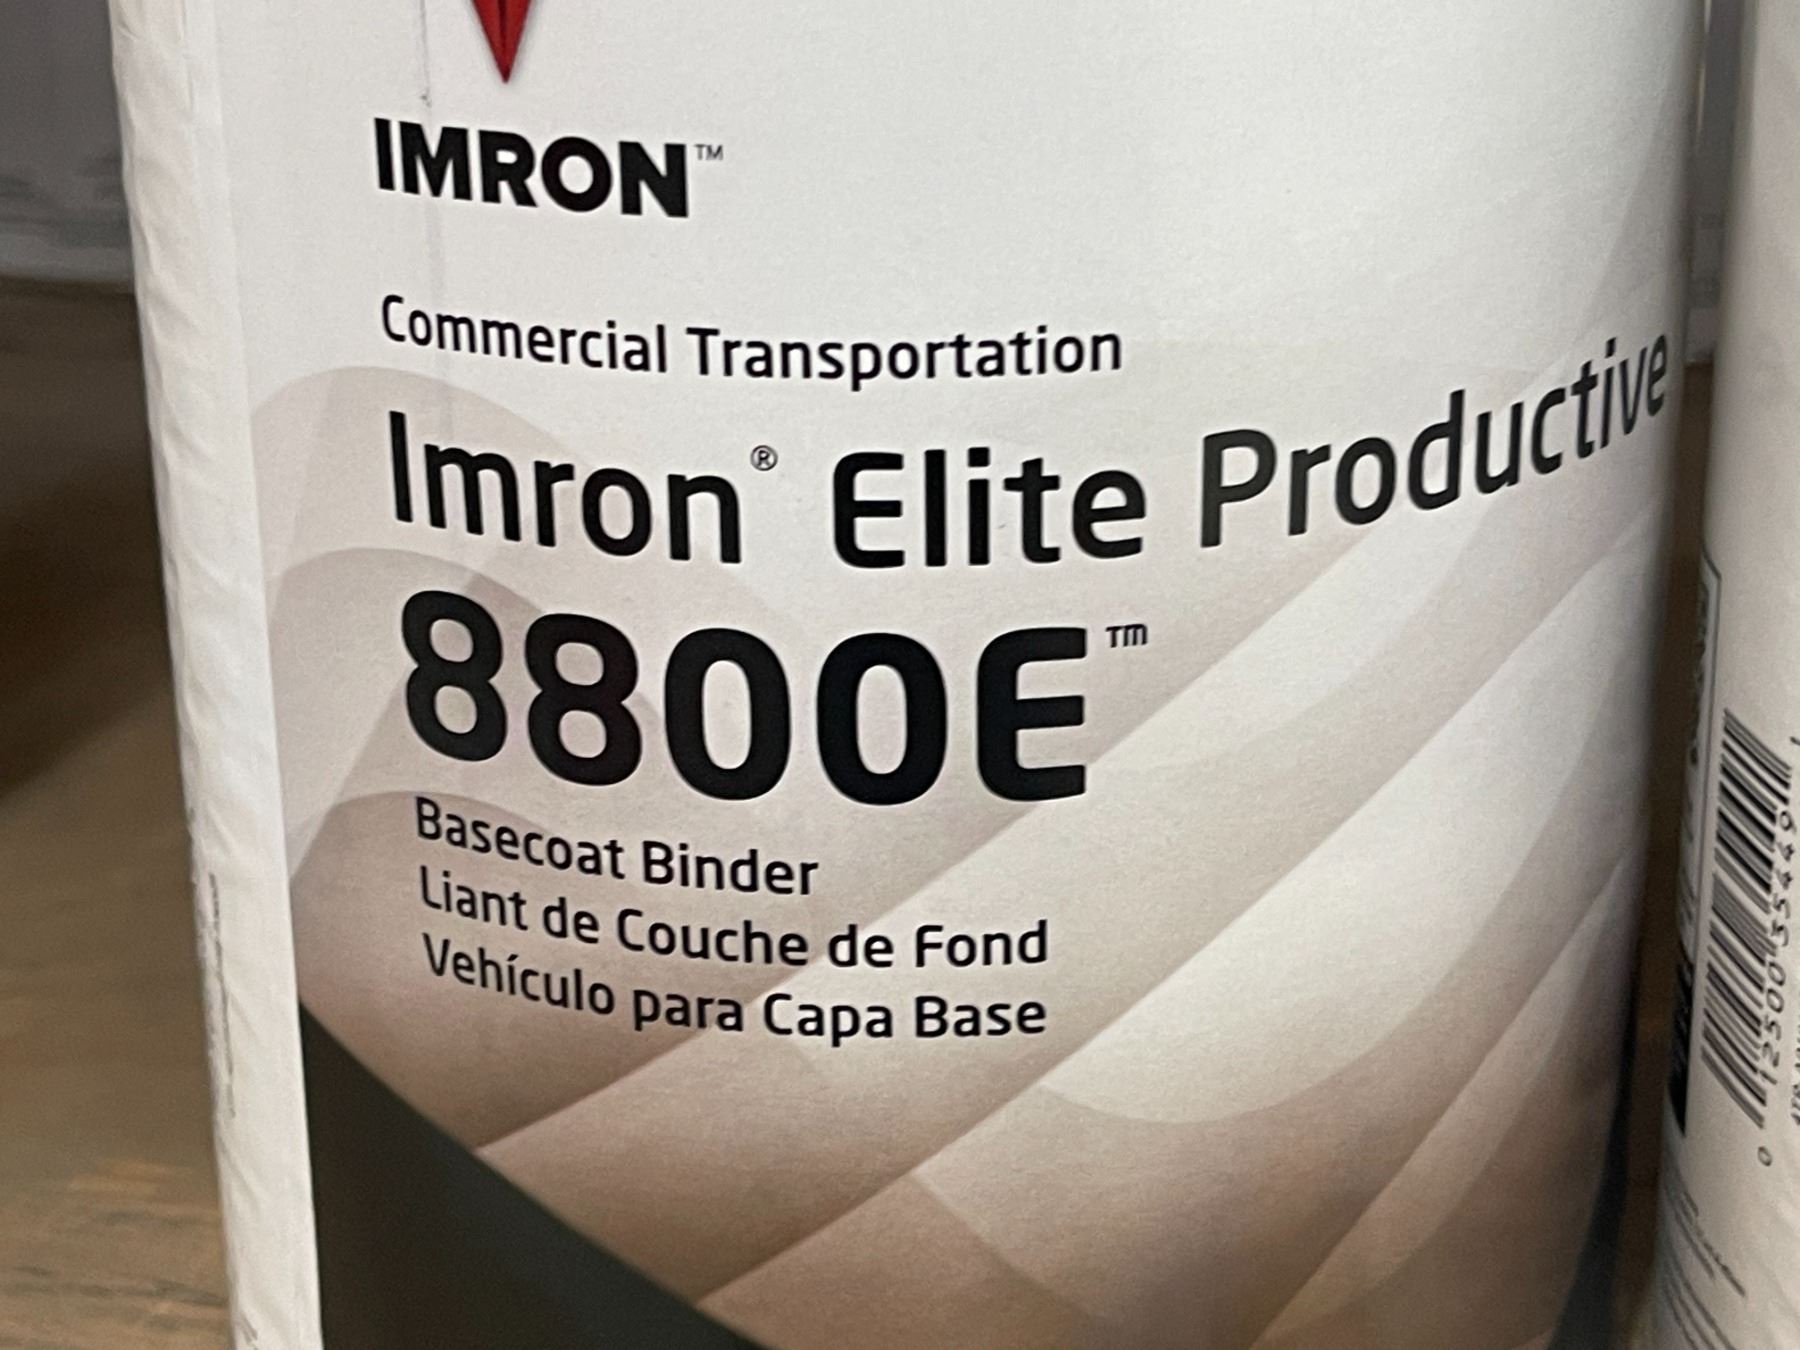 IMRON™
Commercial Transportation
Imron® Elite Productive
8800E™
Basecoat Binder
Liant de Couche de Fond
Vehículo para Capa Base